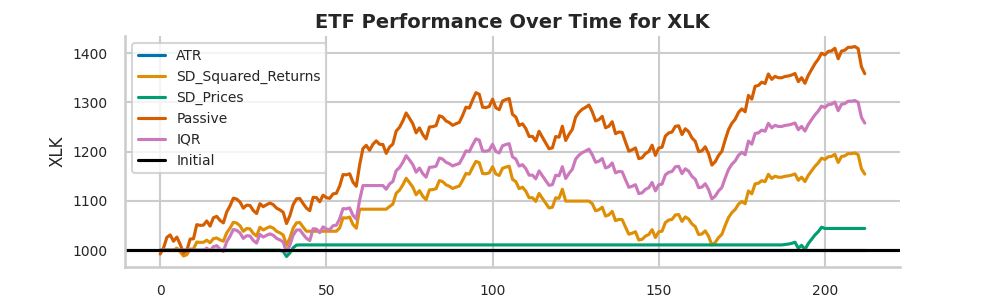 ETF Performance Over Time for XLK
XLK
1400
1300
1200
1100
1000
ATR
SD_Squared_Returns
SD_Prices
Passive
IQR
Initial
0
50
100
150
200